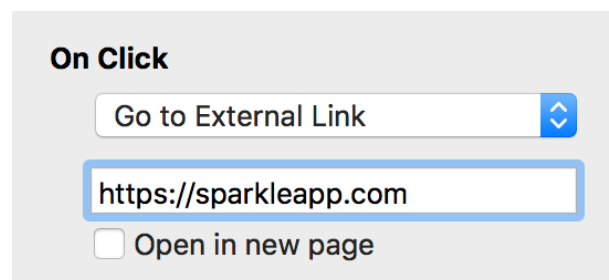 On Click
Go to External Link
https://sparkleapp.com
Open in new page